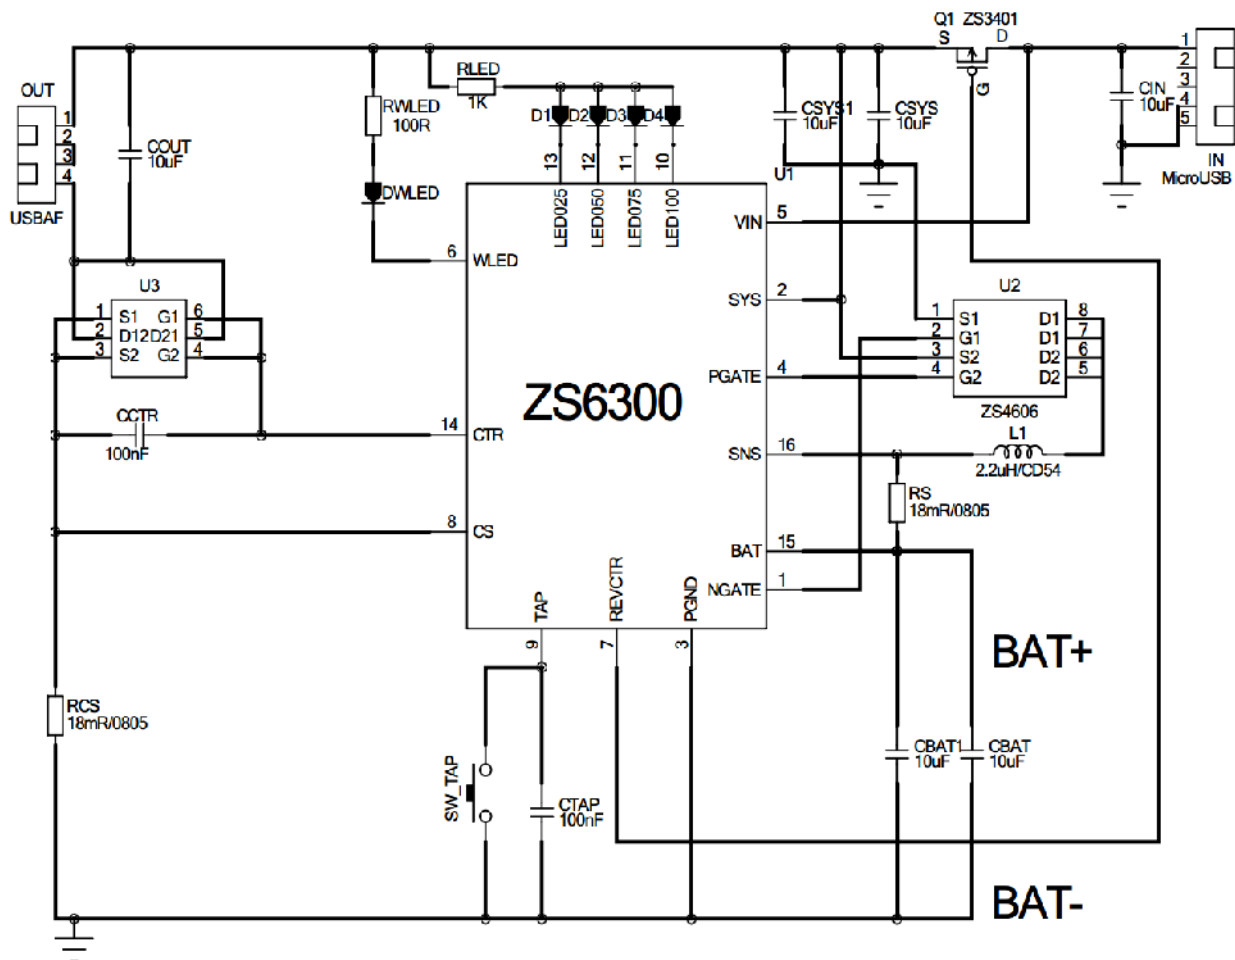 Q1 ZS3401
S D
G
1
2
3
4
5
CIN
10uF
IN
MicroUSB
OUT
1
2
3
4
USBAF
COUT
10uF
RWLED
100R
RLED
1K
DWLED
D1 D2 D3 D4
13 12 11 10
LED025 LED050 LED075 LED100
CSYS1
10uF
CSYS
10uF
U1
VIN 5
6 WLED
SYS 2
U3
1 S1 G1 6
2 D12 D21 5
3 S2 G2 4
U2
1 S1 D1 8
2 G1 D1 7
3 S2 D2 6
4 G2 D2 5
ZS4606
PGATE 4
ZS6300
CCTR
100nF
14 CTR
SNS 16
L1
2.2uH/CD54
RS
18mR/0805
8 CS
BAT 15
NGATE 1
TAP REVCTR PGND
9 7 3
BAT+
RCS
18mR/0805
SW_TAP
CTAP
100nF
CBAT1
10uF
CBAT
10uF
BAT-